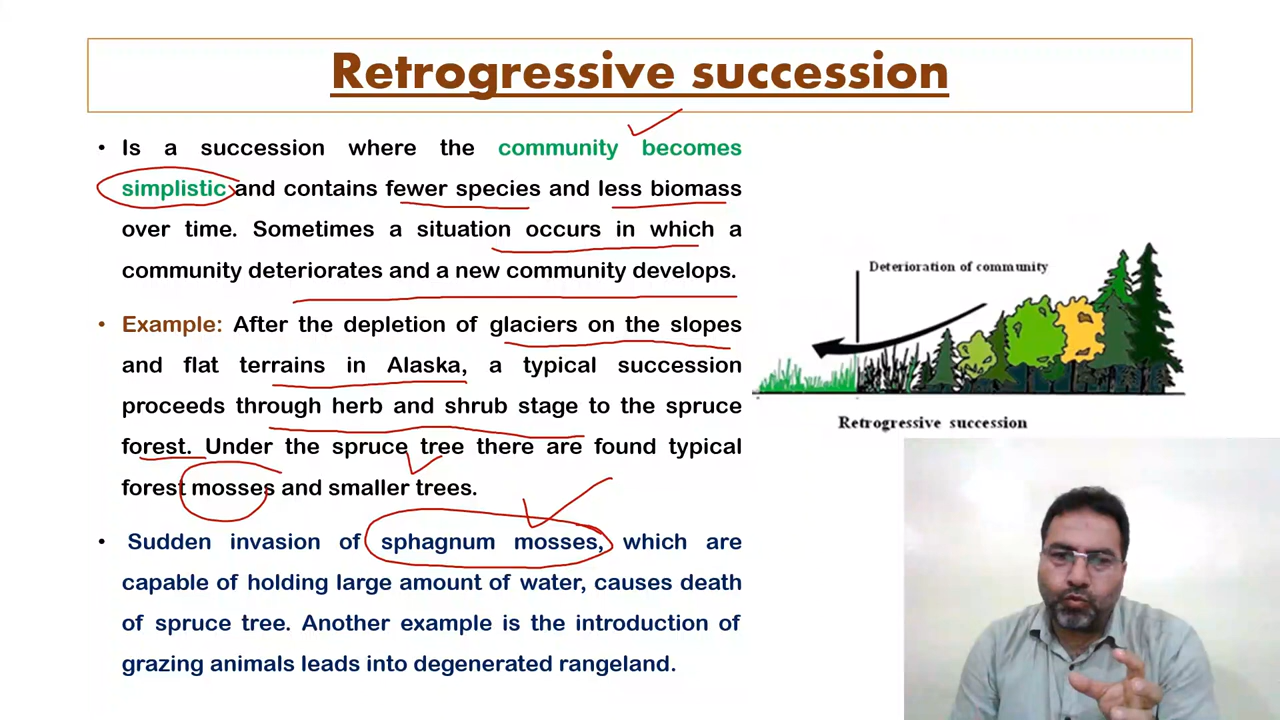 Retrogressive succession
• Is a succession where the community becomes
simplistic and contains fewer species and less biomass
over time. Sometimes a situation occurs in which a
community deteriorates and a new community develops.
• Example: After the depletion of glaciers on the slopes
and flat terrains in Alaska, a typical succession
proceeds through herb and shrub stage to the spruce
forest. Under the spruce tree there are found typical
forest mosses and smaller trees.
• Sudden invasion of sphagnum mosses, which are
capable of holding large amount of water, causes death
of spruce tree. Another example is the introduction of
grazing animals leads into degenerated rangeland.
Deterioration of community
Retrogressive succession